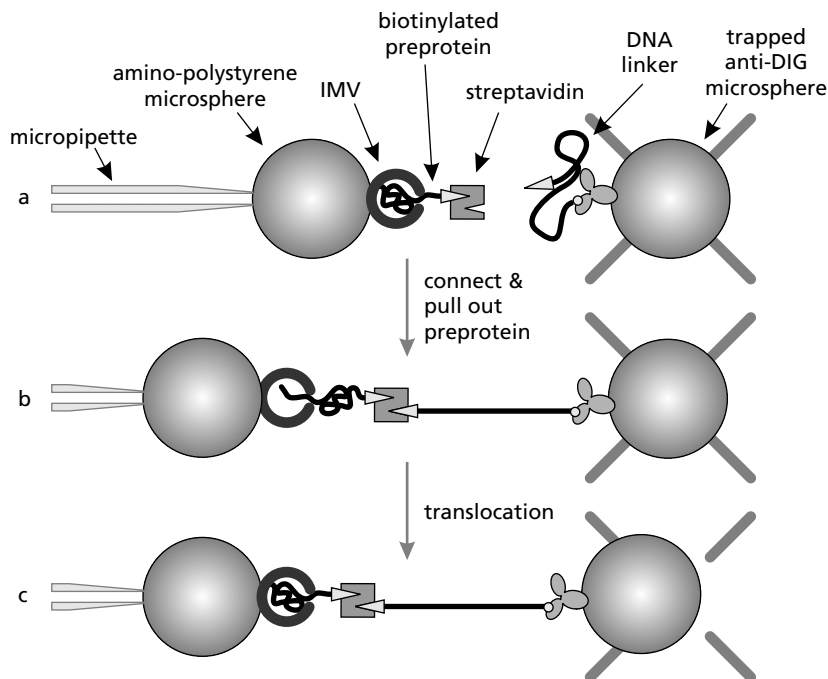 biotinylated
preprotein
DNA
linker
trapped
anti-DIG
microsphere
amino-polystyrene
microsphere
IMV
streptavidin
micropipette
a
connect &
pull out
preprotein
b
translocation
c